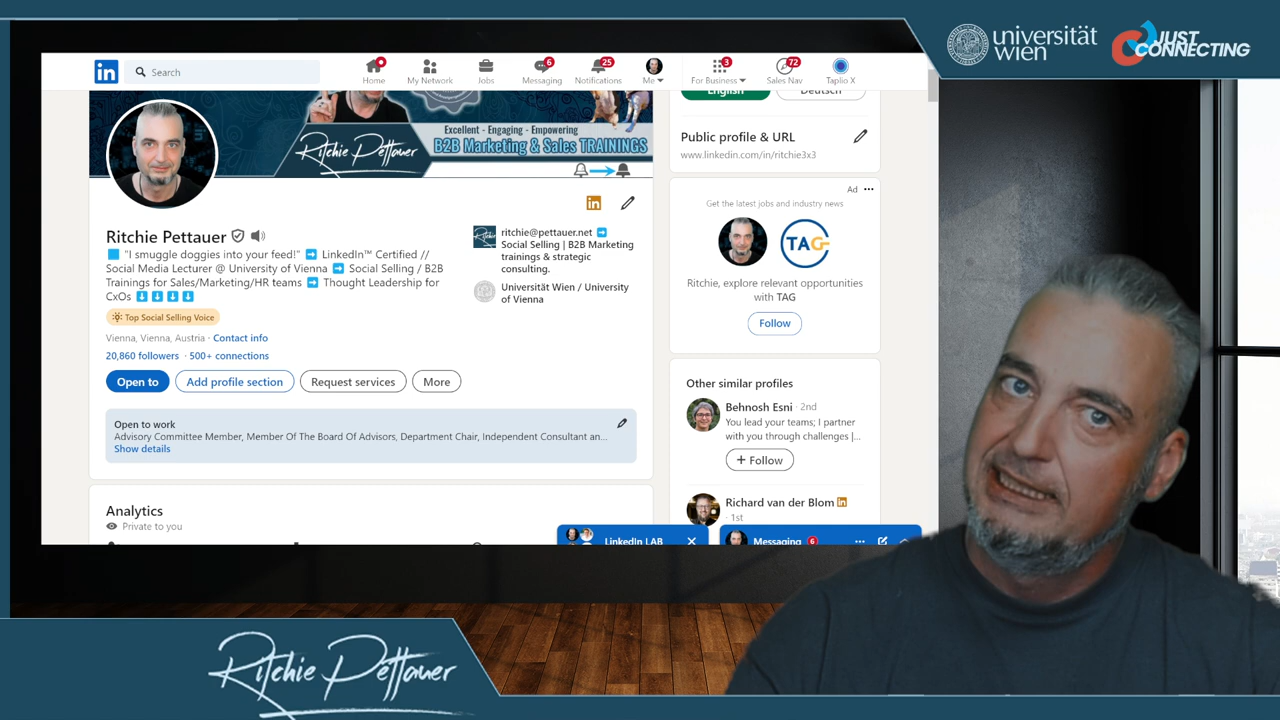 universität
wien
JUST
CONNECTING
Search
Home
My Network
Jobs
6
Messaging
25
Notifications
Me
3
For Business
72
Sales Nav
Taplio X
Ritchie Pettauer
Excellent - Engaging - Empowering
B2B Marketing & Sales TRAININGS
English
Deutsch
Public profile & URL
www.linkedin.com/in/ritchie3x3
Ritchie Pettauer
"I smuggle doggies into your feed!" ➡ LinkedIn™ Certified //
Social Media Lecturer @ University of Vienna ➡ Social Selling / B2B
Trainings for Sales/Marketing/HR teams ➡ Thought Leadership for
CxOs ⬇ ⬇ ⬇ ⬇
Top Social Selling Voice
Vienna, Vienna, Austria · Contact info
20,860 followers · 500+ connections
Open to
Add profile section
Request services
More
in
ritchie@pettauer.net ➡
Social Selling | B2B Marketing
trainings & strategic
consulting.
Universität Wien / University
of Vienna
Open to work
Advisory Committee Member, Member Of The Board Of Advisors, Department Chair, Independent Consultant an...
Show details
Analytics
Private to you
Ad •••
Get the latest jobs and industry news
TAG
Ritchie, explore relevant opportunities
with TAG
Follow
Other similar profiles
Behnosh Esni · 2nd
You lead your teams; I partner
with you through challenges |...
+ Follow
Richard van der Blom in
· 1st
LinkedIn LAB
Messaging 6
Ritchie Pettauer